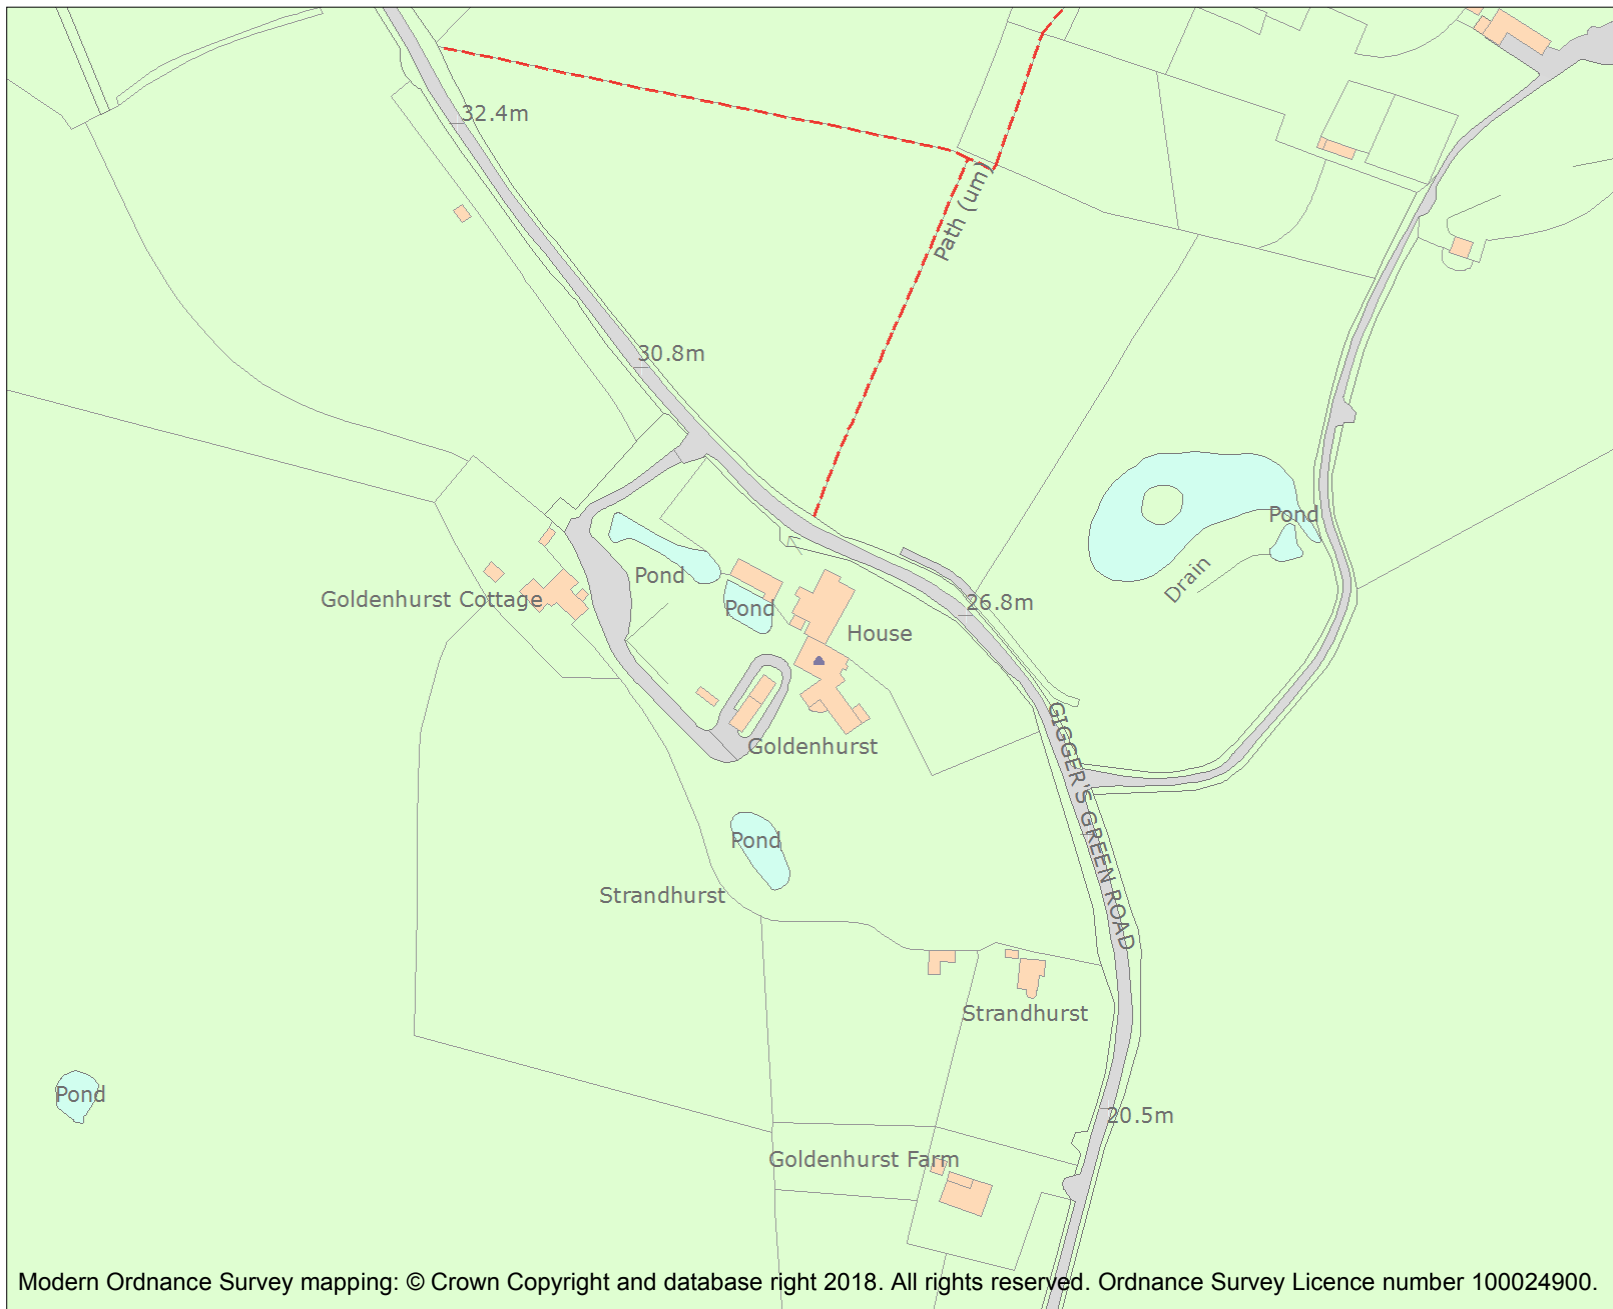 32.4m
Path (um)
30.8m
Pond
Drain
Pond
Goldenhurst Cottage
Pond
26.8m
House
GIGGER'S GREEN ROAD
Goldenhurst
Pond
Strandhurst
Strandhurst
Pond
20.5m
Goldenhurst Farm
Modern Ordnance Survey mapping: © Crown Copyright and database right 2018. All rights reserved. Ordnance Survey Licence number 100024900.